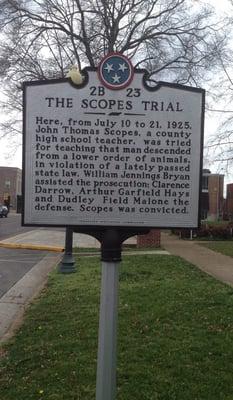 2B 23
THE SCOPES TRIAL
Here, from July 10 to 21, 1925,
John Thomas Scopes, a county
high school teacher, was tried
for teaching that man descended
from a lower order of animals,
in violation of a lately passed
state law. William Jennings Bryan
assisted the prosecution; Clarence
Darrow, Arthur Garfield Hays
and Dudley Field Malone the
defense. Scopes was convicted.